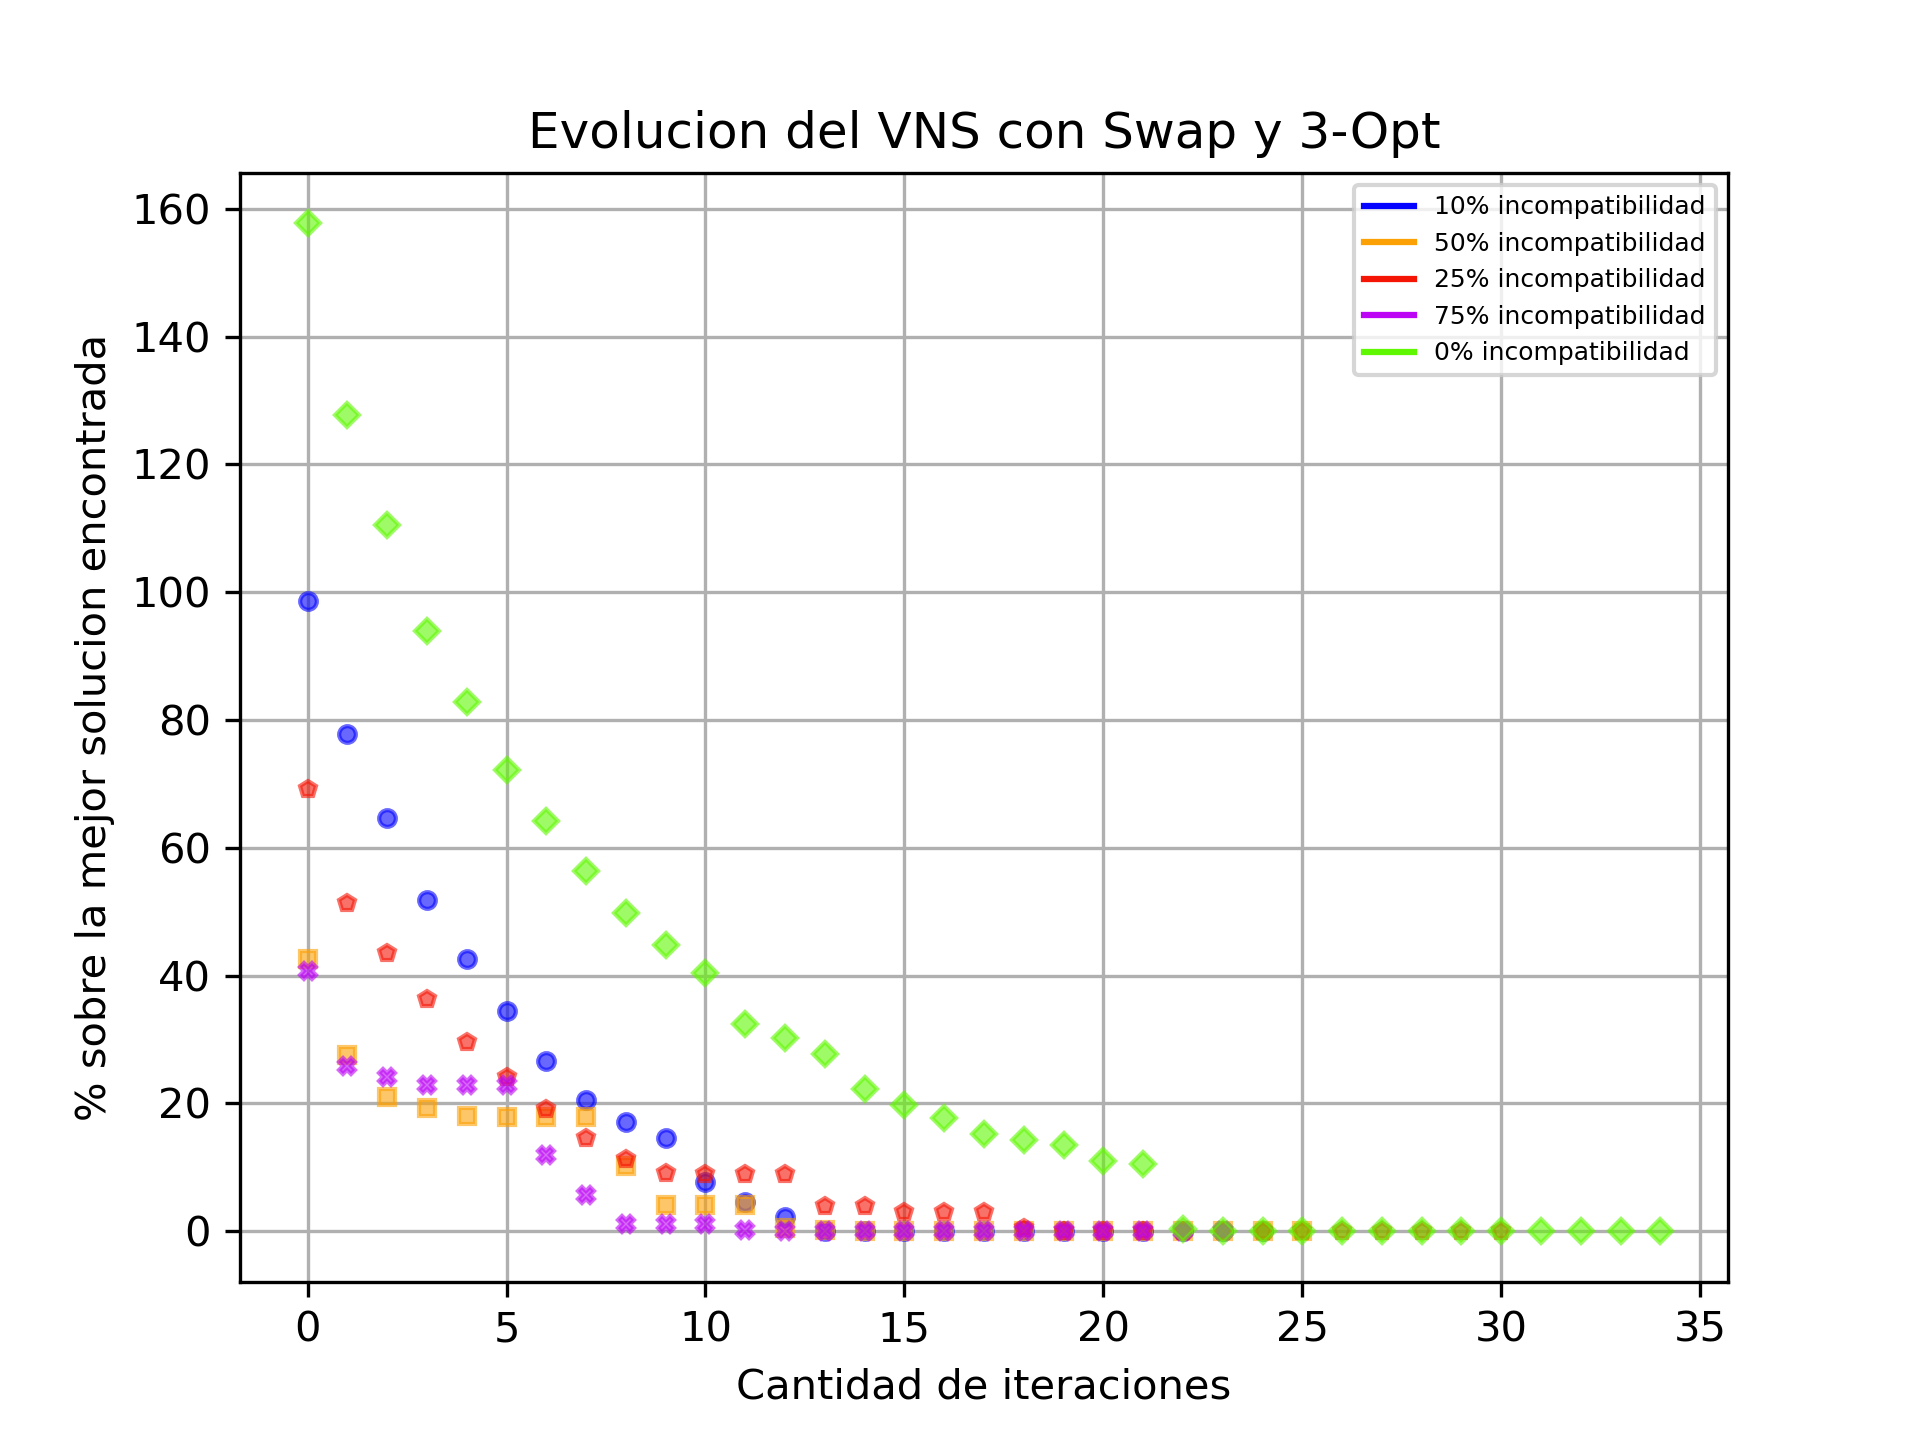 Evolucion del VNS con Swap y 3-Opt
160
140
120
100
80
60
40
20
0
% sobre la mejor solucion encontrada
10% incompatibilidad
50% incompatibilidad
25% incompatibilidad
75% incompatibilidad
0% incompatibilidad
0 5 10 15 20 25 30 35
Cantidad de iteraciones